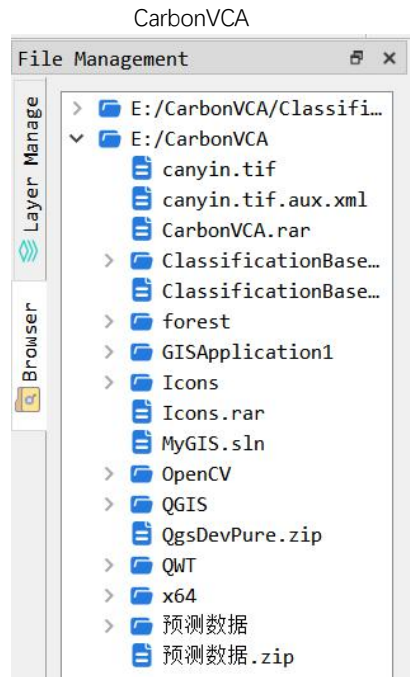 CarbonVCA
File Management
Layer Manage
Browser
E:/CarbonVCA/Classifi…
E:/CarbonVCA
canyin.tif
canyin.tif.aux.xml
CarbonVCA.rar
ClassificationBase…
ClassificationBase…
forest
GISApplication1
Icons
Icons.rar
MyGIS.sln
OpenCV
QGIS
QgsDevPure.zip
QWT
x64
预测数据
预测数据.zip